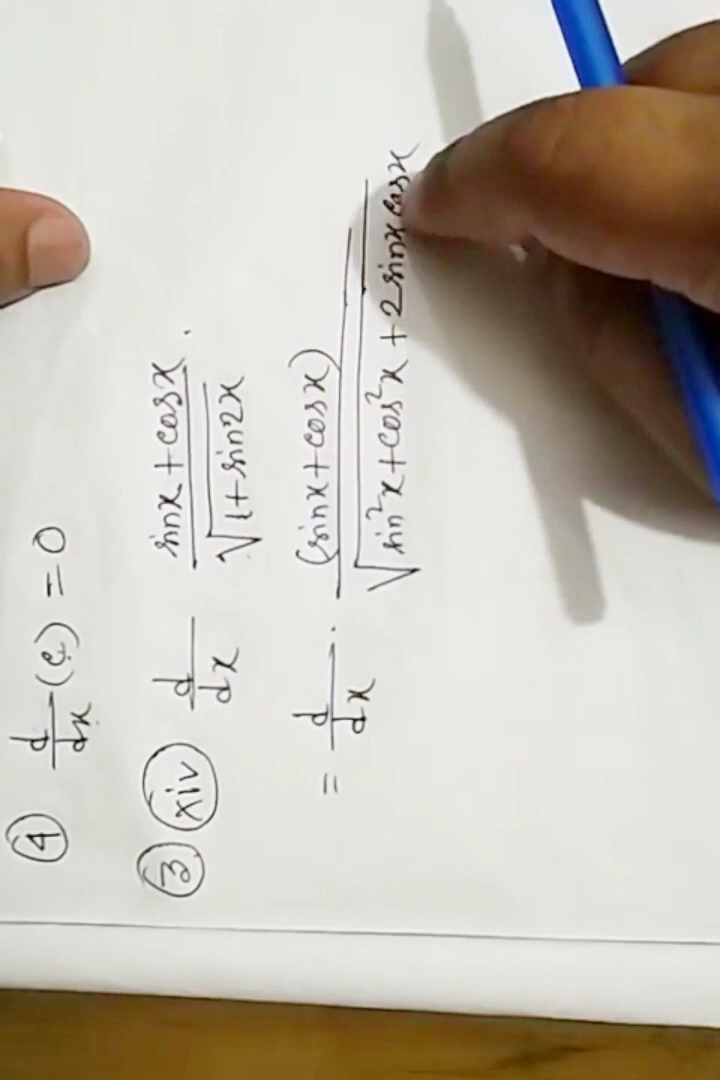 ④ d/dx (c) = 0
③ (xiv) d/dx (sinx + cosx)/√(1 + sin2x) .
= d/dx . (sinx + cosx)/√(sin²x + cos²x + 2 sinx cosx)